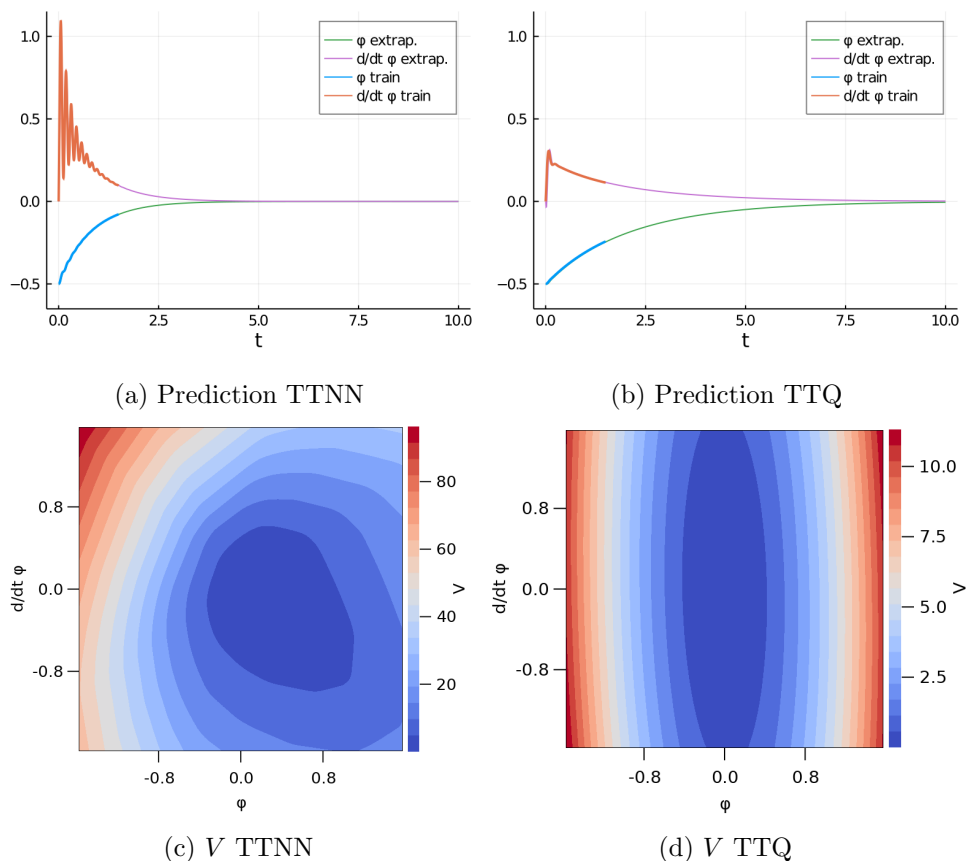 1.0
0.5
0.0
−0.5
0.0
2.5
5.0
7.5
10.0
t
φ extrap.
d/dt φ extrap.
φ train
d/dt φ train
(a) Prediction TTNN
1.0
0.5
0.0
−0.5
0.0
2.5
5.0
7.5
10.0
t
φ extrap.
d/dt φ extrap.
φ train
d/dt φ train
(b) Prediction TTQ
d/dt φ
0.8
0.0
-0.8
-0.8
0.0
0.8
φ
80
60
40
20
V
(c) V TTNN
d/dt φ
0.8
0.0
-0.8
-0.8
0.0
0.8
φ
10.0
7.5
5.0
2.5
V
(d) V TTQ